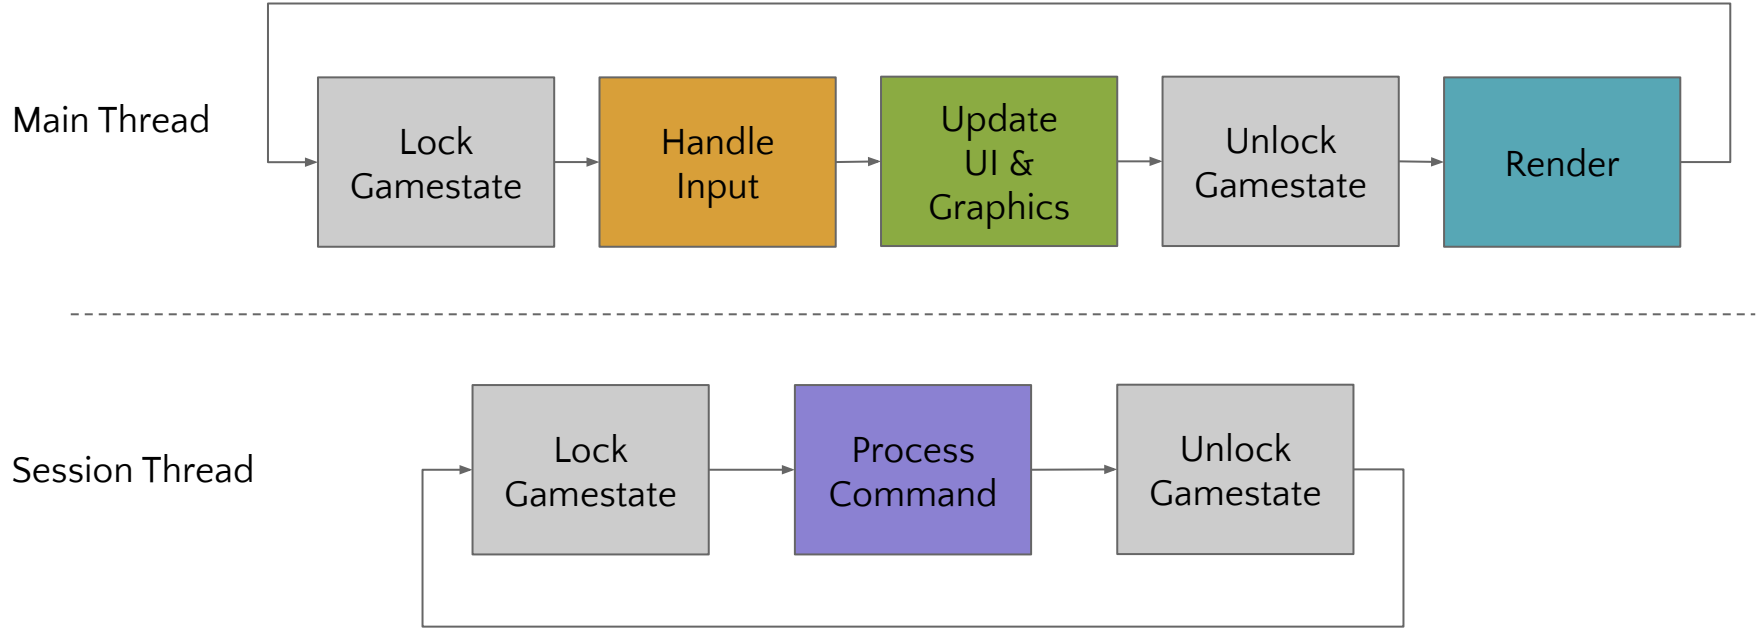 Main Thread
Lock
Gamestate
Handle
Input
Update
UI &
Graphics
Unlock
Gamestate
Render
Session Thread
Lock
Gamestate
Process
Command
Unlock
Gamestate